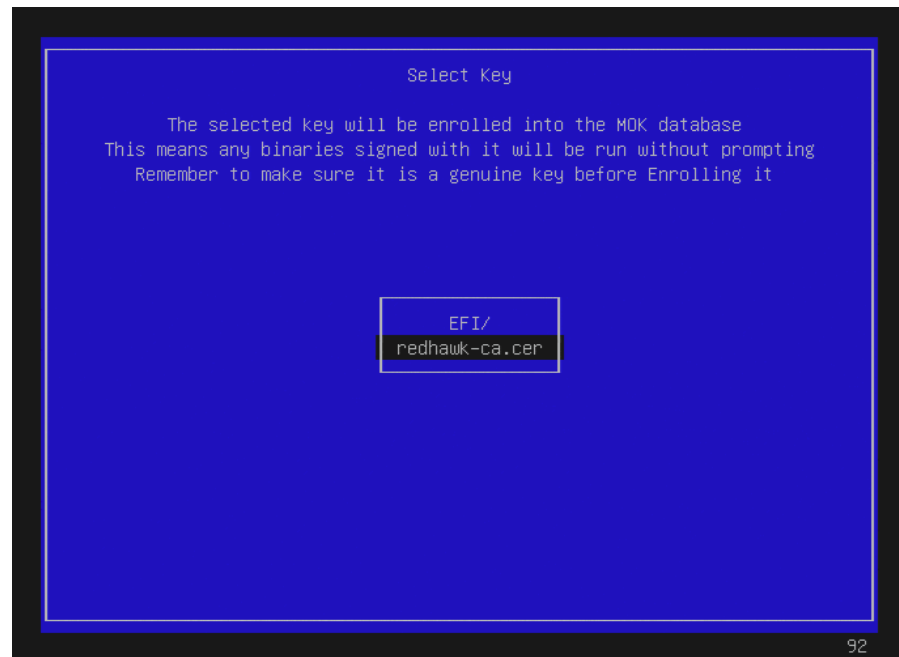 Select Key
The selected key will be enrolled into the MOK database
This means any binaries signed with it will be run without prompting
Remember to make sure it is a genuine key before Enrolling it
EFI/
redhawk-ca.cer
92